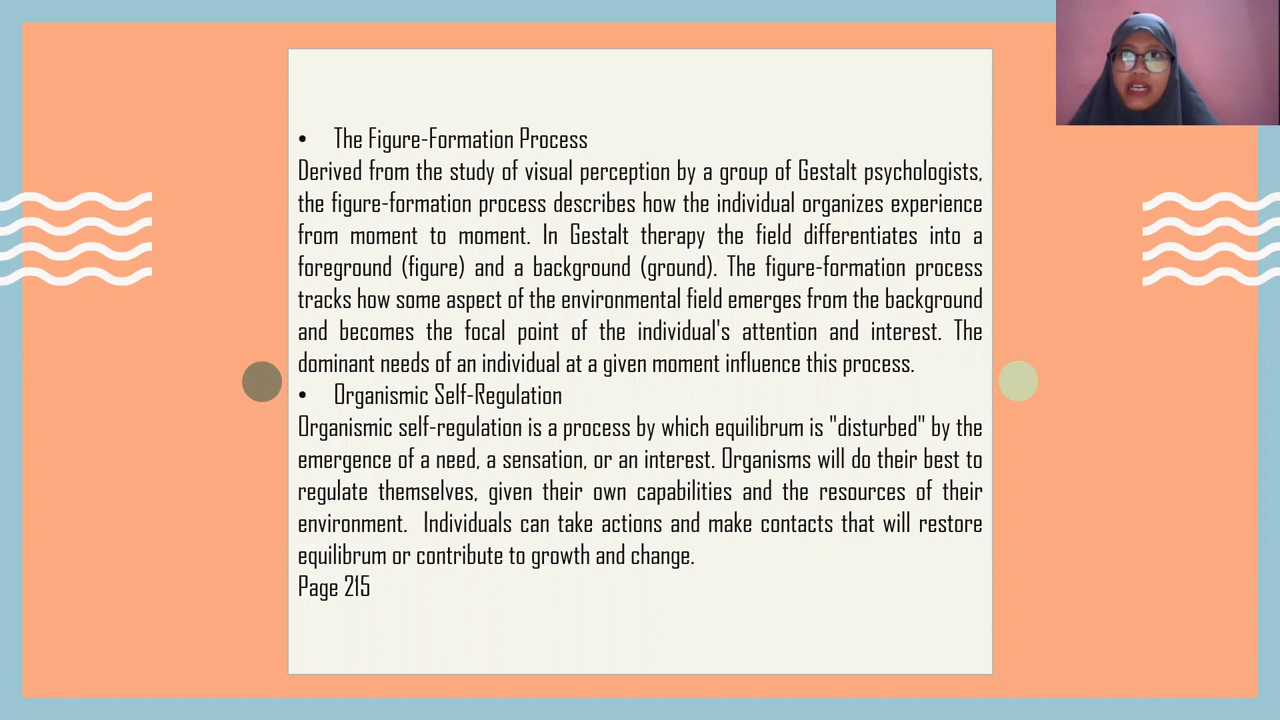 • The Figure-Formation Process
Derived from the study of visual perception by a group of Gestalt psychologists,
the figure-formation process describes how the individual organizes experience
from moment to moment. In Gestalt therapy the field differentiates into a
foreground (figure) and a background (ground). The figure-formation process
tracks how some aspect of the environmental field emerges from the background
and becomes the focal point of the individual's attention and interest. The
dominant needs of an individual at a given moment influence this process.
• Organismic Self-Regulation
Organismic self-regulation is a process by which equilibrum is "disturbed" by the
emergence of a need, a sensation, or an interest. Organisms will do their best to
regulate themselves, given their own capabilities and the resources of their
environment. Individuals can take actions and make contacts that will restore
equilibrum or contribute to growth and change.
Page 215